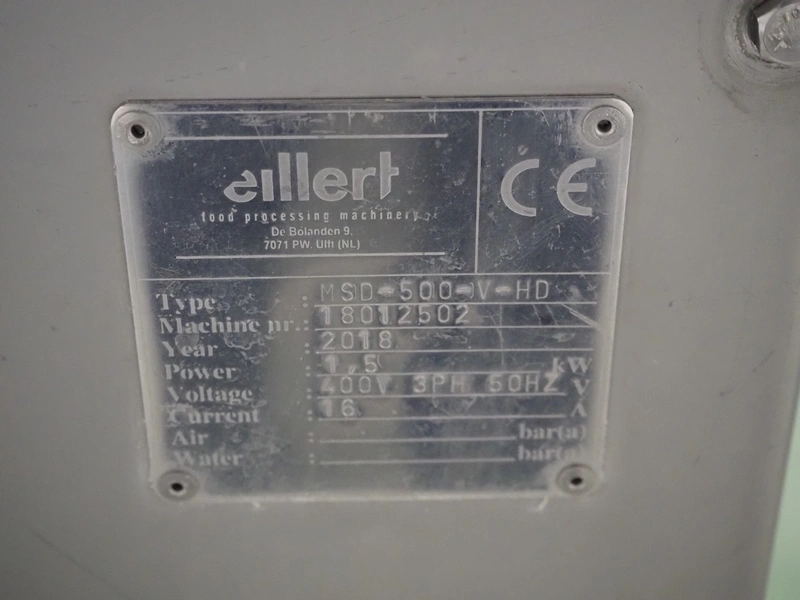 eillert
food processing machinery
De Bolanden 9,
7071 PW. Ulft (NL)
CE
Type : MSD-500-V-HD
Machine nr. : 18012502
Year : 2018
Power : 1,5 kW
Voltage : 400V 3PH 50HZ V
Current : 16 A
Air : bar(a)
Water : bar(a)